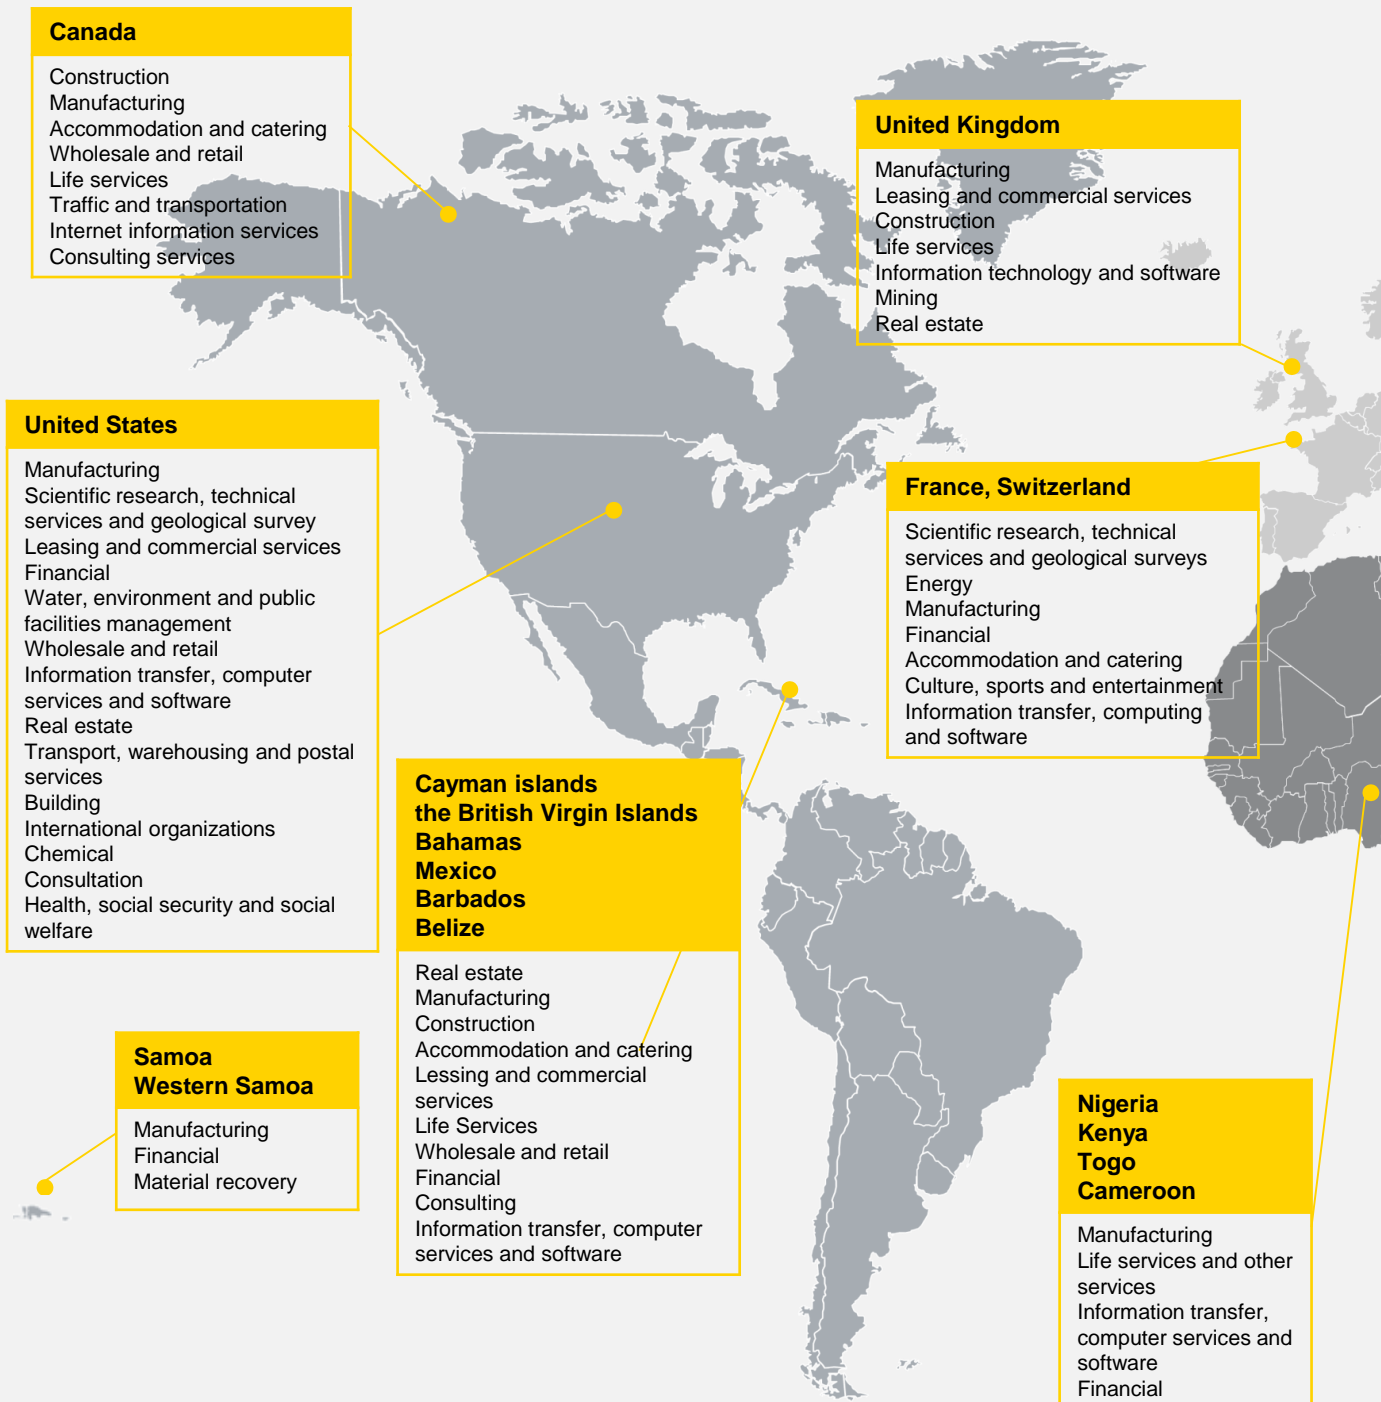 Canada
Construction
Manufacturing
Accommodation and catering
Wholesale and retail
Life services
Traffic and transportation
Internet information services
Consulting services
United Kingdom
Manufacturing
Leasing and commercial services
Construction
Life services
Information technology and software
Mining
Real estate
United States
Manufacturing
Scientific research, technical
services and geological survey
Leasing and commercial services
Financial
Water, environment and public
facilities management
Wholesale and retail
Information transfer, computer
services and software
Real estate
Transport, warehousing and postal
services
Building
International organizations
Chemical
Consultation
Health, social security and social
welfare
France, Switzerland
Scientific research, technical
services and geological surveys
Energy
Manufacturing
Financial
Accommodation and catering
Culture, sports and entertainment
Information transfer, computing
and software
Cayman islands
the British Virgin Islands
Bahamas
Mexico
Barbados
Belize
Real estate
Manufacturing
Construction
Accommodation and catering
Lessing and commercial
services
Life Services
Wholesale and retail
Financial
Consulting
Information transfer, computer
services and software
Samoa
Western Samoa
Manufacturing
Financial
Material recovery
Nigeria
Kenya
Togo
Cameroon
Manufacturing
Life services and other
services
Information transfer,
computer services and
software
Financial